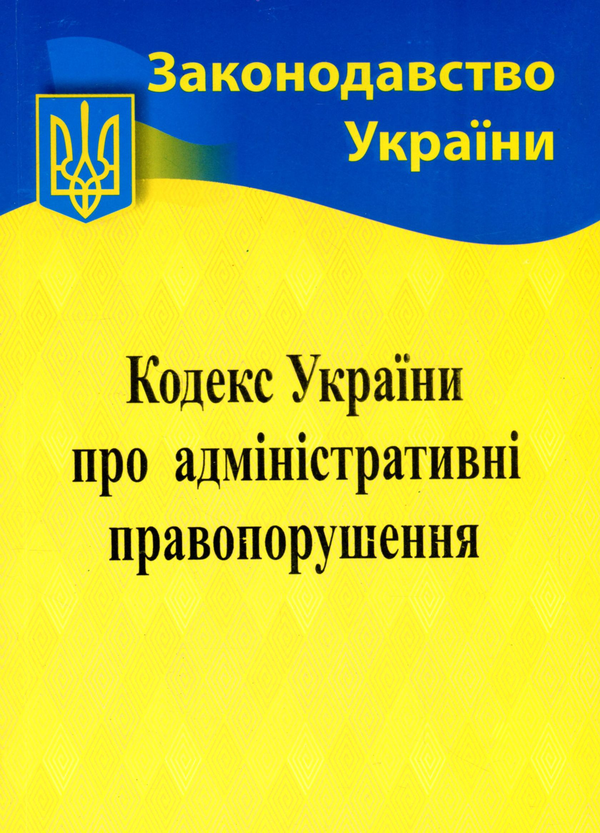 Законодавство
України
Кодекс України
про адміністративні
правопорушення